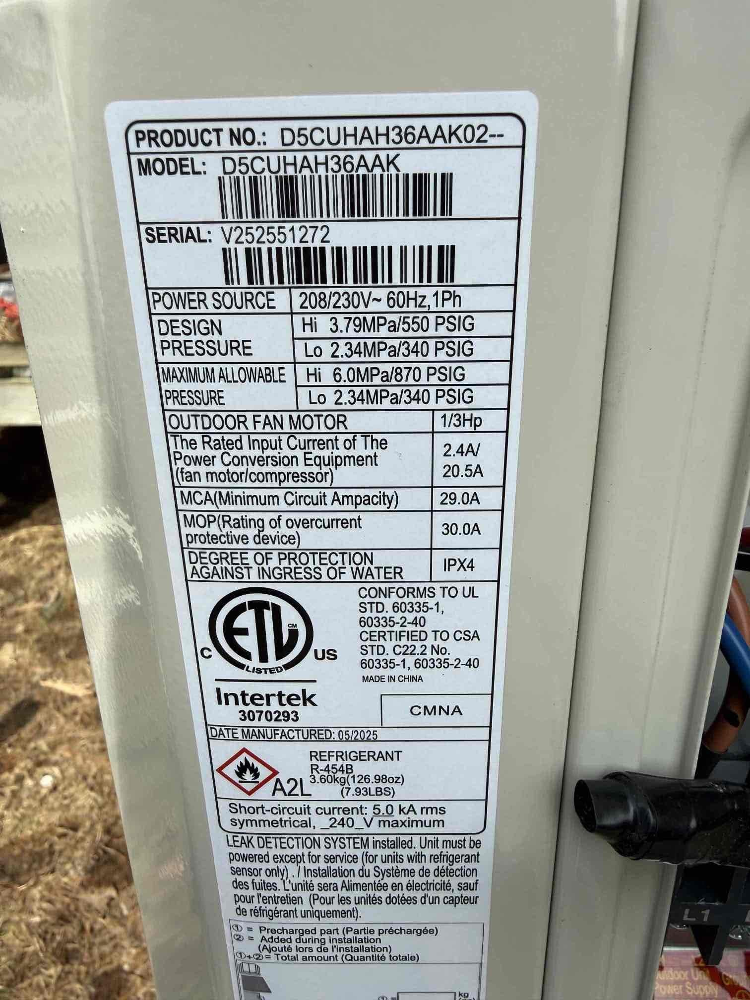 PRODUCT NO.: D5CUHAH36AAK02--
MODEL: D5CUHAH36AAK
SERIAL: V252551272
POWER SOURCE 208/230V~ 60Hz,1Ph
DESIGN PRESSURE Hi 3.79MPa/550 PSIG
Lo 2.34MPa/340 PSIG
MAXIMUM ALLOWABLE PRESSURE Hi 6.0MPa/870 PSIG
Lo 2.34MPa/340 PSIG
OUTDOOR FAN MOTOR 1/3Hp
The Rated Input Current of The
Power Conversion Equipment
(fan motor/compressor)
2.4A/
20.5A
MCA(Minimum Circuit Ampacity) 29.0A
MOP(Rating of overcurrent
protective device)
30.0A
DEGREE OF PROTECTION
AGAINST INGRESS OF WATER
IPX4
C ETL CM US
LISTED
Intertek
3070293
CONFORMS TO UL
STD. 60335-1,
60335-2-40
CERTIFIED TO CSA
STD. C22.2 No.
60335-1, 60335-2-40
MADE IN CHINA
CMNA
DATE MANUFACTURED: 05/2025
A2L
REFRIGERANT
R-454B
3.60kg(126.98oz)
(7.93LBS)
Short-circuit current: 5.0 kA rms
symmetrical, _240_V maximum
LEAK DETECTION SYSTEM installed. Unit must be
powered except for service (for units with refrigerant
sensor only) . / Installation du Système de détection
des fuites. L'unité sera Alimentée en électricité, sauf
pour l'entretien (Pour les unités dotées d'un capteur
de réfrigérant uniquement).
① = Precharged part (Partie préchargée)
② = Added during installation
(Ajouté lors de l'installation)
①+②= Total amount (Quantité totale)
① = kg
L1
Power Supply